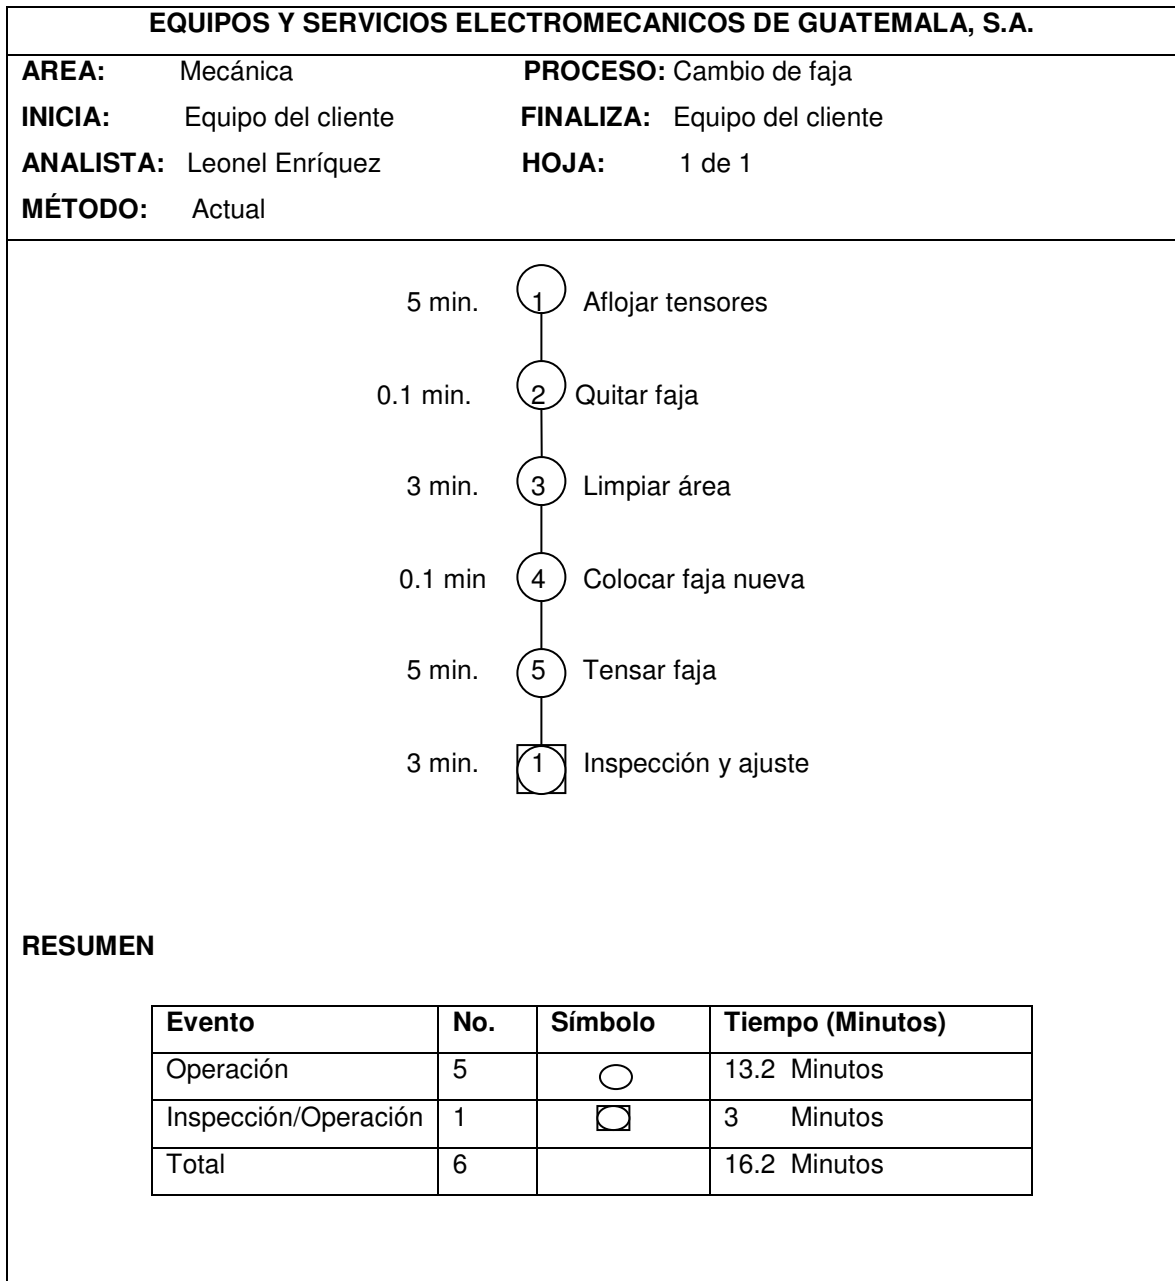 EQUIPOS Y SERVICIOS ELECTROMECANICOS DE GUATEMALA, S.A.
AREA: Mecánica PROCESO: Cambio de faja
INICIA: Equipo del cliente FINALIZA: Equipo del cliente
ANALISTA: Leonel Enríquez HOJA: 1 de 1
MÉTODO: Actual
5 min. 1 Aflojar tensores
0.1 min. 2 Quitar faja
3 min. 3 Limpiar área
0.1 min 4 Colocar faja nueva
5 min. 5 Tensar faja
3 min. 1 Inspección y ajuste
RESUMEN
Evento No. Símbolo Tiempo (Minutos)
Operación 5 13.2 Minutos
Inspección/Operación 1 3 Minutos
Total 6 16.2 Minutos